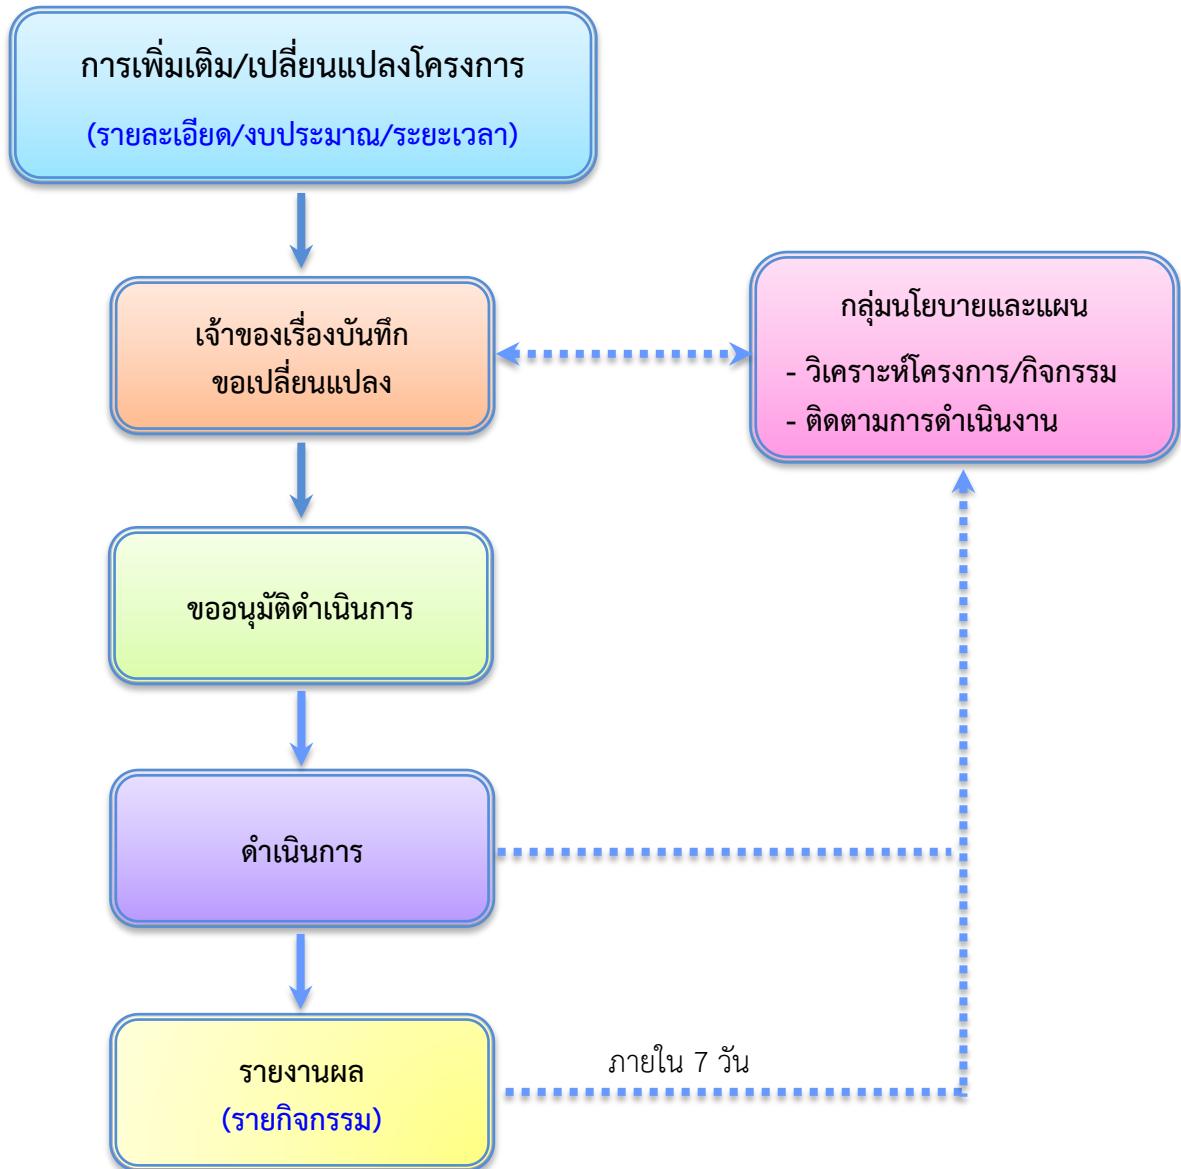 การเพิ่มเติม/เปลี่ยนแปลงโครงการ
(รายละเอียด/งบประมาณ/ระยะเวลา)
เจ้าของเรื่องบันทึก
ขอเปลี่ยนแปลง
กลุ่มนโยบายและแผน
- วิเคราะห์โครงการ/กิจกรรม
- ติดตามการดำเนินงาน
ขออนุมัติดำเนินการ
ดำเนินการ
รายงานผล
(รายกิจกรรม)
ภายใน 7 วัน